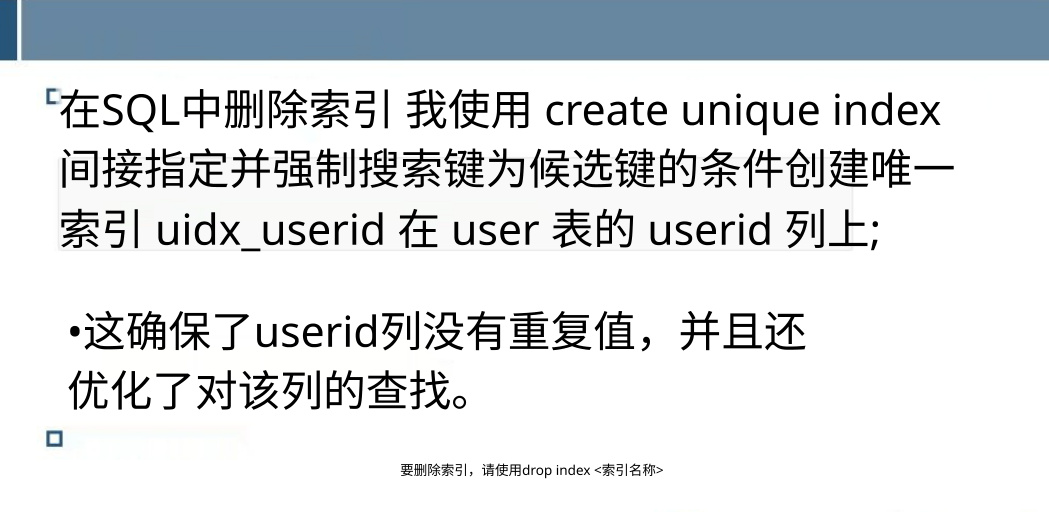 在SQL中删除索引 我使用 create unique index
间接指定并强制搜索键为候选键的条件创建唯一
索引 uidx_userid 在 user 表的 userid 列上;
•这确保了userid列没有重复值，并且还
优化了对该列的查找。
要删除索引，请使用drop index <索引名称>